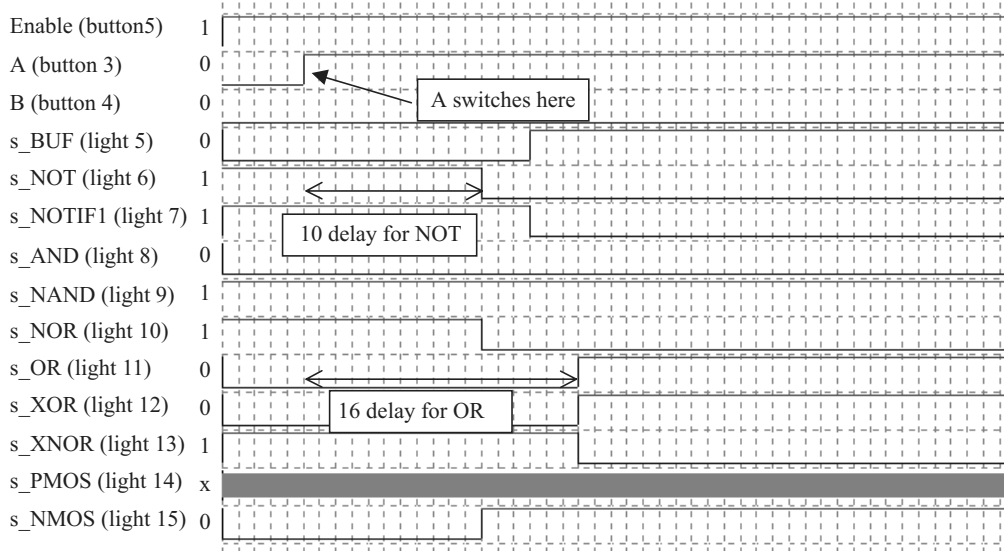 Enable (button5) 1
A (button 3) 0
A switches here
B (button 4) 0
s_BUF (light 5) 0
s_NOT (light 6) 1
s_NOTIF1 (light 7) 1
10 delay for NOT
s_AND (light 8) 0
s_NAND (light 9) 1
s_NOR (light 10) 1
s_OR (light 11) 0
s_XOR (light 12) 0
16 delay for OR
s_XNOR (light 13) 1
s_PMOS (light 14) x
s_NMOS (light 15) 0